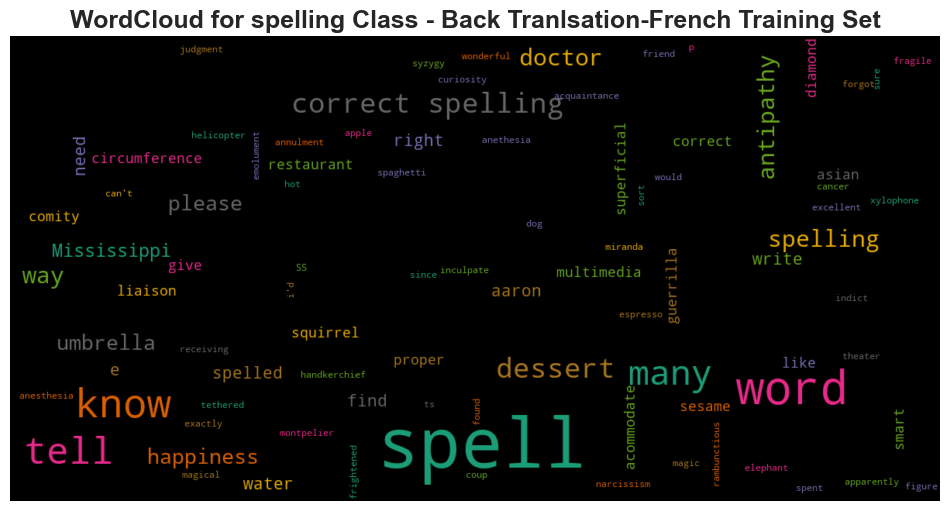 WordCloud for spelling Class - Back Tranlsation-French Training Set
judgment
syzygy
wonderful
doctor
friend
p
diamond
sure
fragile
forgot
curiosity
correct spelling
acquaintance
antipathy
helicopter
need
circumference
emolument
annulment
apple
right
anethesia
superficial
correct
restaurant
spaghetti
hot
sort
would
asian
cancer
excellent
xylophone
can't
please
comity
dog
Mississippi
miranda
spelling
way
give
SS
since
inculpate
multimedia
guerrilla
write
liaison
i'd
aaron
indict
espresso
squirrel
umbrella
receiving
proper
e
spelled
handkerchief
dessert
many
like
theater
anesthesia
know
tethered
find
ts
found
accommodate
sesame
word
exactly
smart
tell
montpelier
happiness
frightened
spell
rambunctious
magic
elephant
magical
water
coup
narcissism
spent
apparently
figure